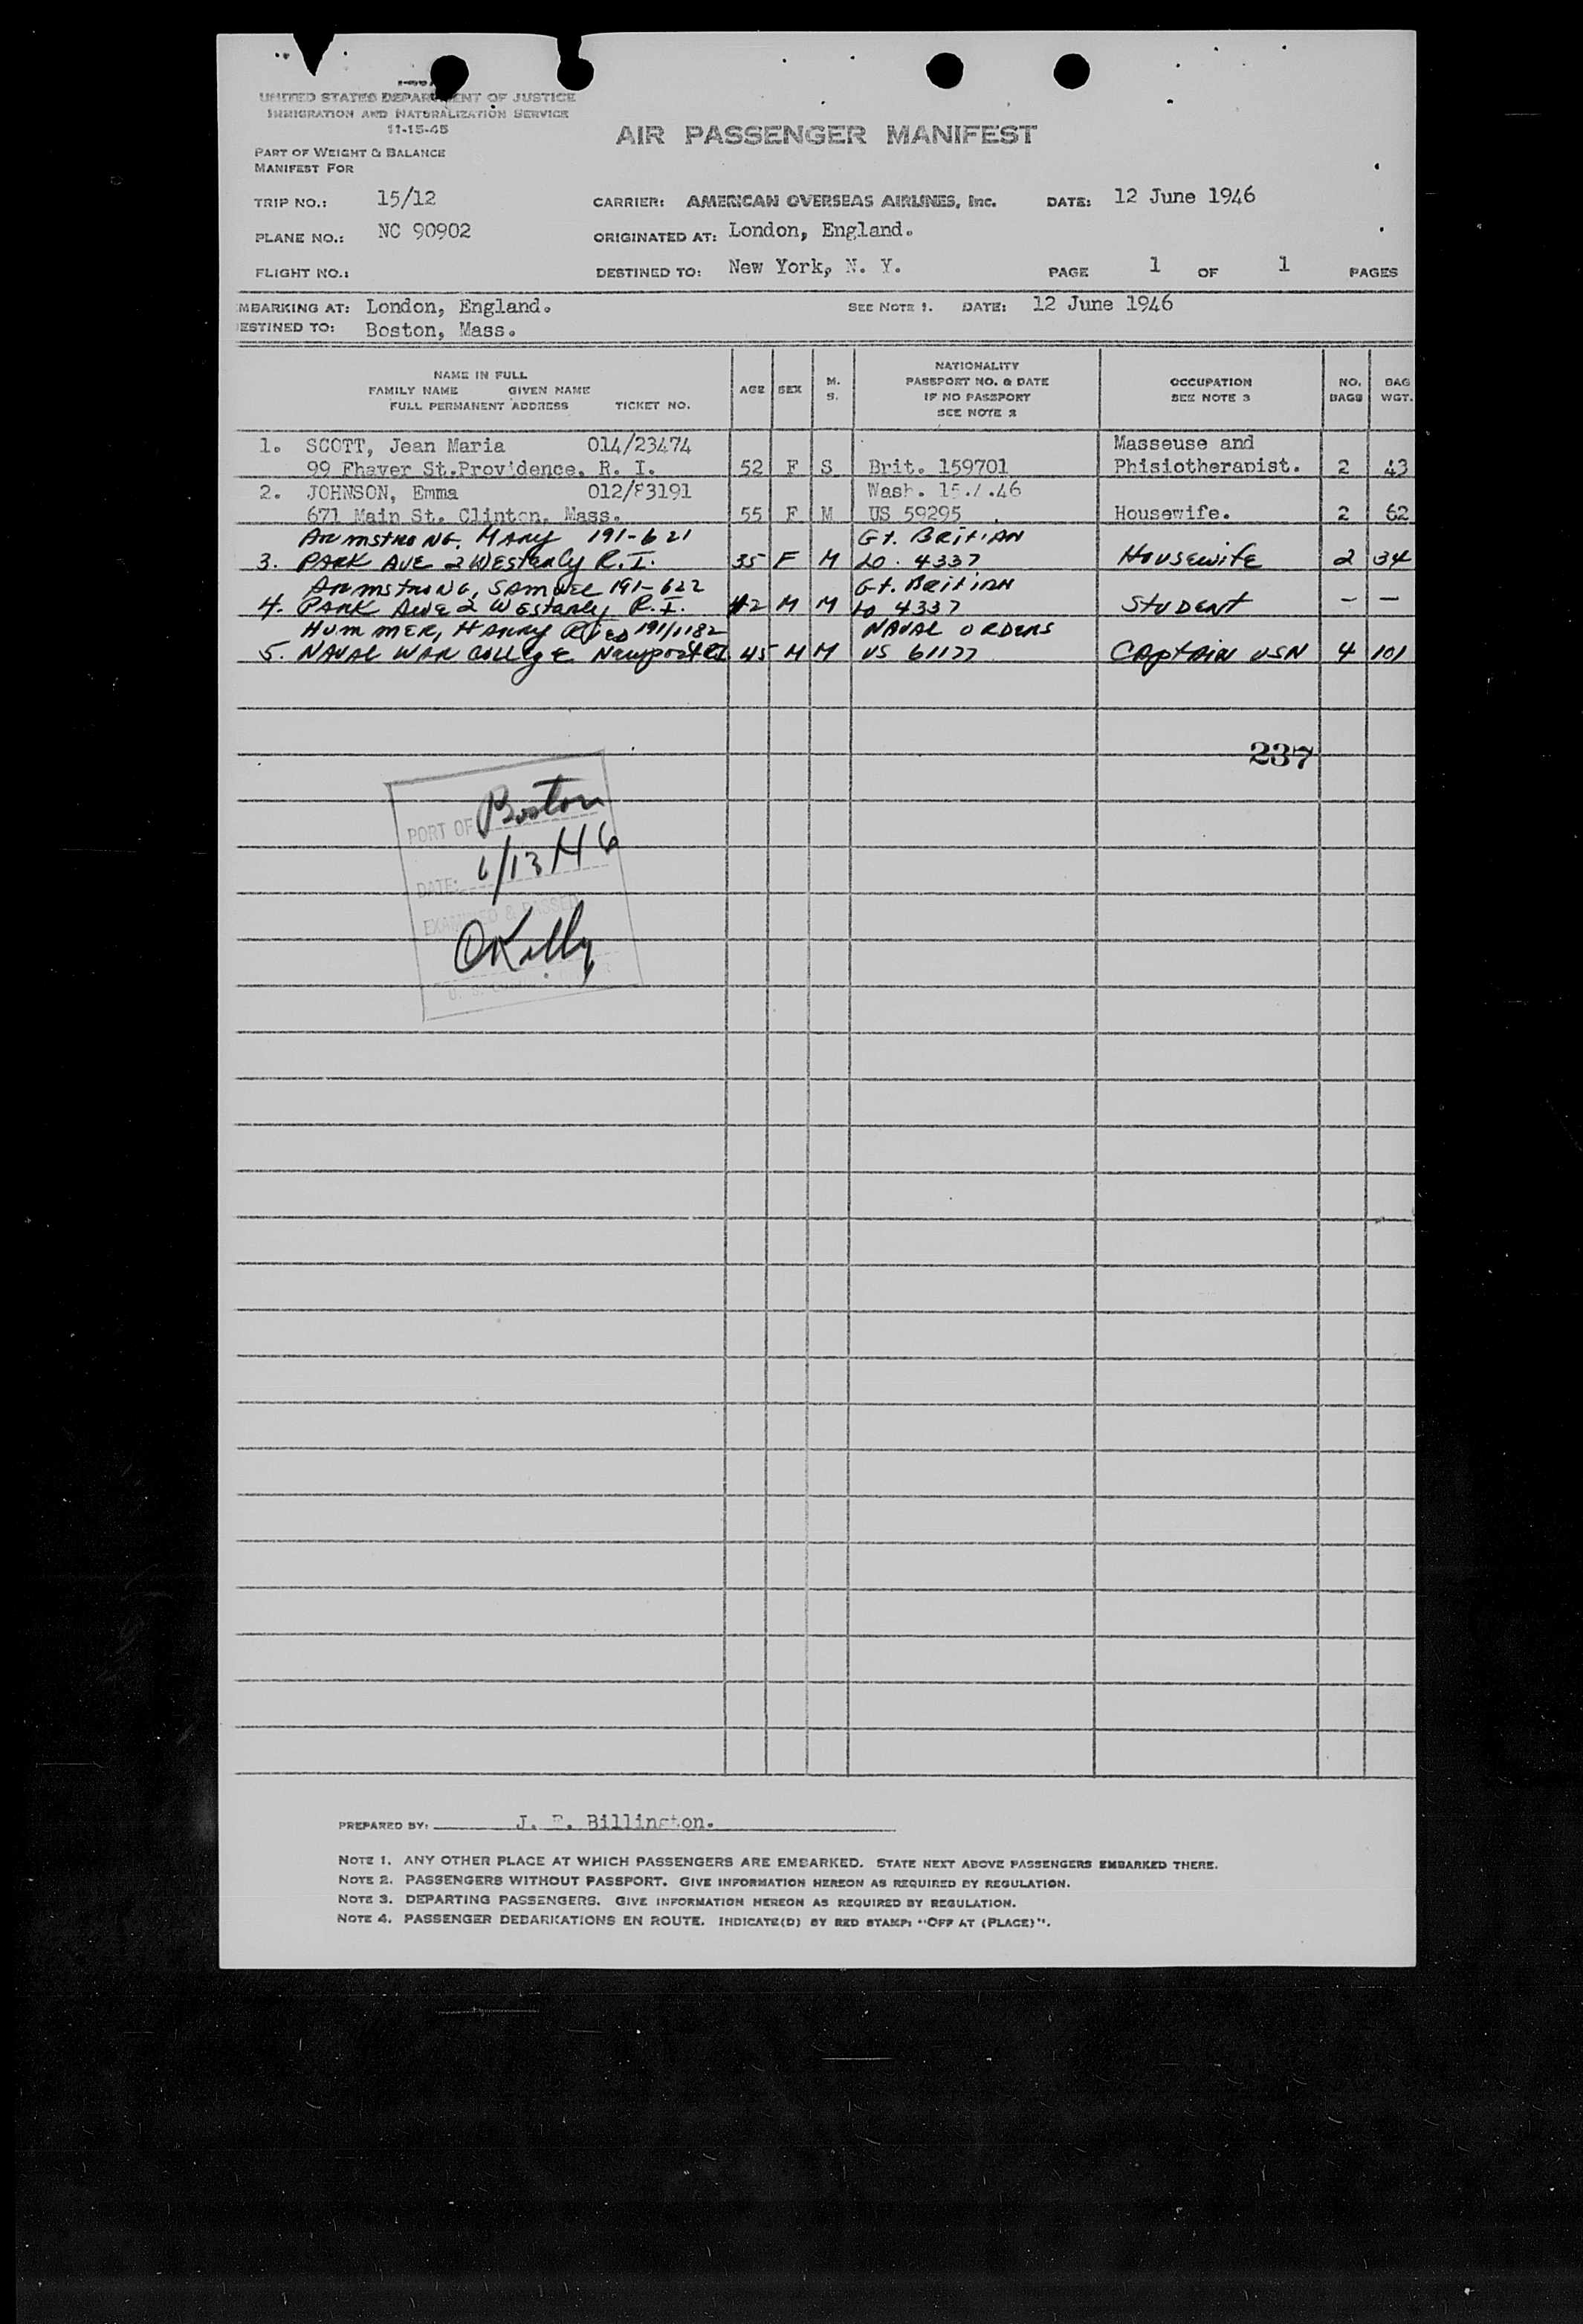 UNITED STATES DEPARTMENT OF JUSTICE
IMMIGRATION AND NATURALIZATION SERVICE
11-15-45
AIR PASSENGER MANIFEST
PART OF WEIGHT & BALANCE
MANIFEST FOR
TRIP NO.: 15/12 CARRIER: AMERICAN OVERSEAS AIRLINES, Inc. DATE: 12 June 1946
PLANE NO.: NC 90902 ORIGINATED AT: London, England.
FLIGHT NO.: DESTINED TO: New York, N. Y. PAGE 1 OF 1 PAGES
MBARKING AT: London, England. SEE NOTE 1. DATE: 12 June 1946
ESTINED TO: Boston, Mass.
NAME IN FULL
FAMILY NAME GIVEN NAME
FULL PERMANENT ADDRESS TICKET NO.
AGE SEX M. S.
NATIONALITY
PASSPORT NO. & DATE
IF NO PASSPORT
SEE NOTE 2
OCCUPATION
SEE NOTE 3
NO. BAGS
BAG WGT.
1. SCOTT, Jean Maria 014/23474 Masseuse and
99 Fhayer St.Providence, R. I. 52 F S Brit. 159701 Phisiotherapist. 2 43
2. JOHNSON, Emma 012/83191 Wash.
671 Main St. Clinton, Mass. 55 F M US 59295 Housewife. 2 62
ARMSTRONG, MARY 191-621 Gt. BRITIAN
3. PARK AVE 2 Westerly R.I. 35 F M LO. 4337 Housewife 2 34
ARMSTRONG, SAMUEL 191-622 Gt. BRITIAN
4. PARK AVE 2 Westerly R.I. 42 M M LO 4337 STUDENT — —
HUMMER, HARRY 191/1182 NAVAL ORDERS
5. NAVAL WAR COLLEGE Newport RI 45 M M US 61177 CAPTAIN USN 4 101
237
PORT OF Boston
DATE: 6/13/46
EXAMINED & PASSED
OKelly
PREPARED BY: Billington.
NOTE 1. ANY OTHER PLACE AT WHICH PASSENGERS ARE EMBARKED. STATE NEXT ABOVE PASSENGERS EMBARKED THERE.
NOTE 2. PASSENGERS WITHOUT PASSPORT. GIVE INFORMATION HEREON AS REQUIRED BY REGULATION.
NOTE 3. DEPARTING PASSENGERS. GIVE INFORMATION HEREON AS REQUIRED BY REGULATION.
NOTE 4. PASSENGER DEBARKATIONS EN ROUTE. INDICATE(D) BY RED STAMP: "OFF AT (PLACE)".